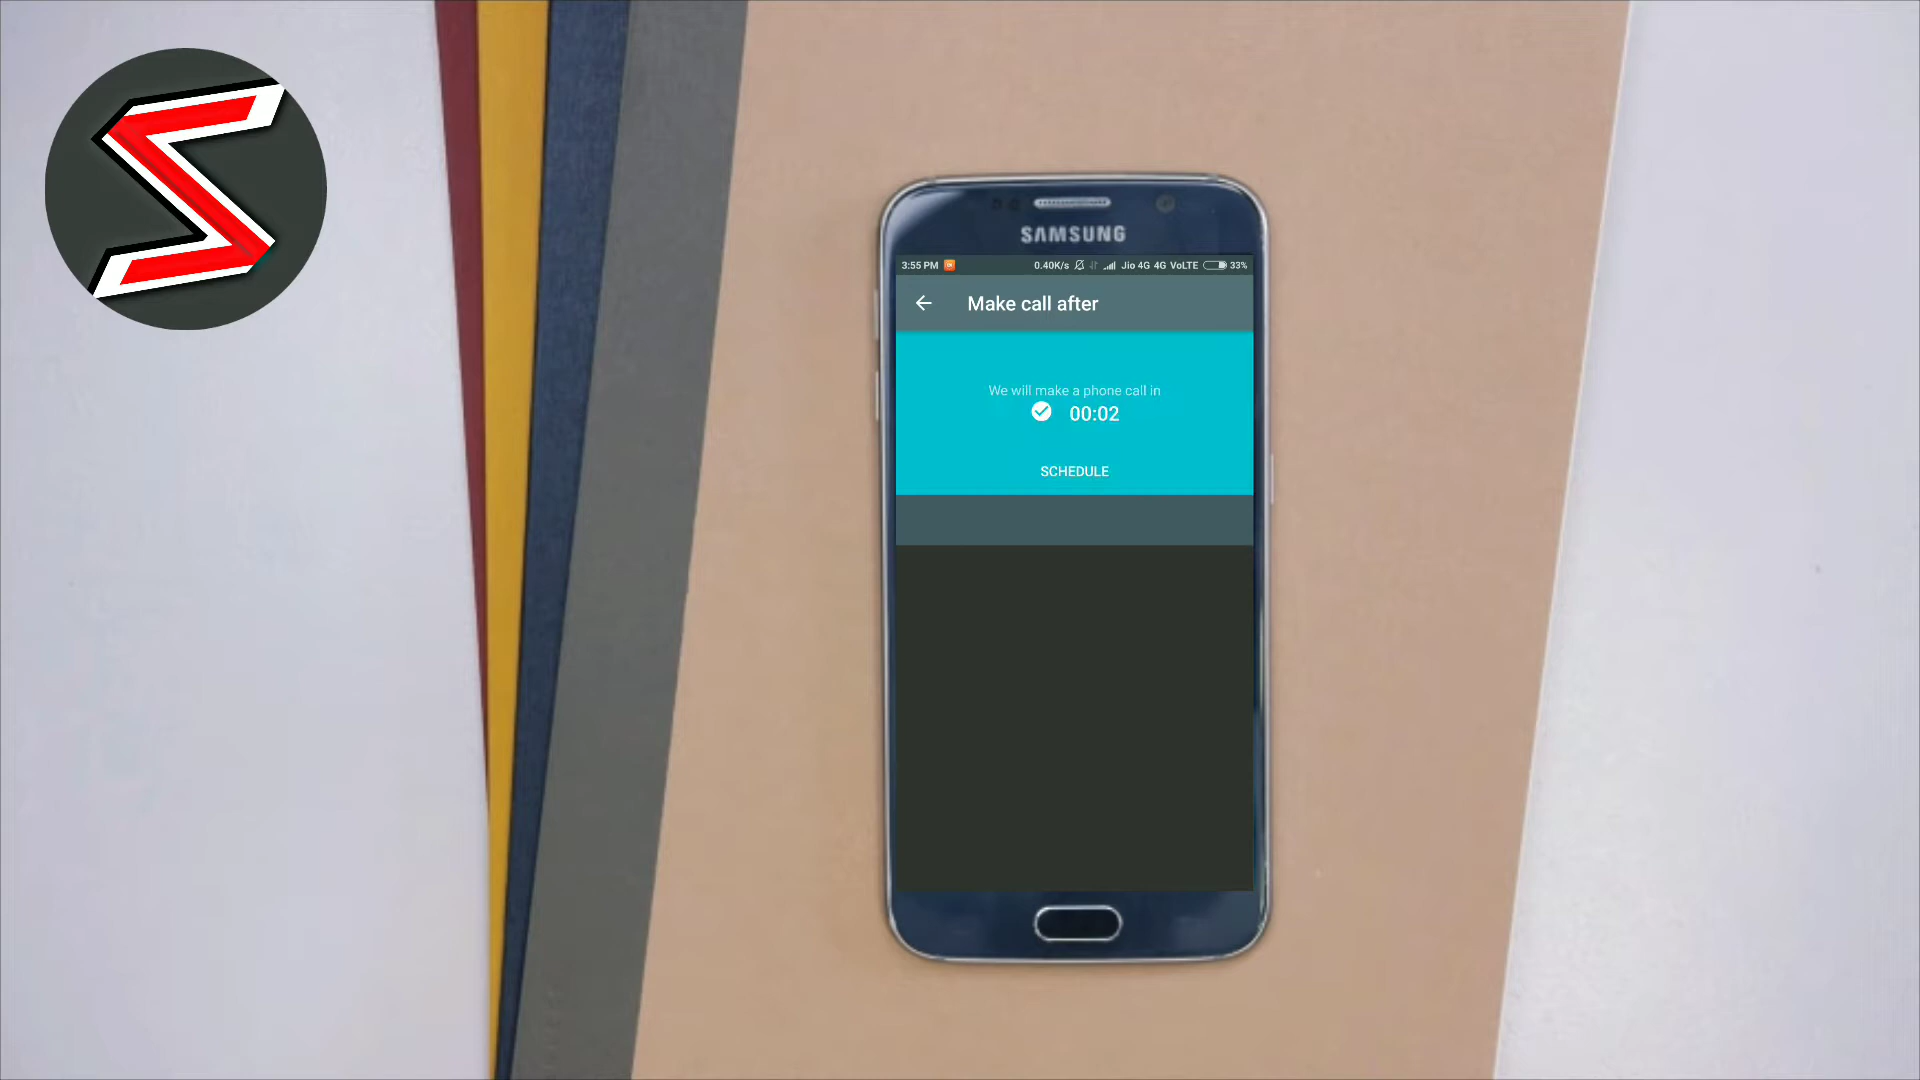 SAMSUNG
3:55 PM 0.40K/s Jio 4G 4G VoLTE 33%
Make call after
We will make a phone call in
00:02
SCHEDULE